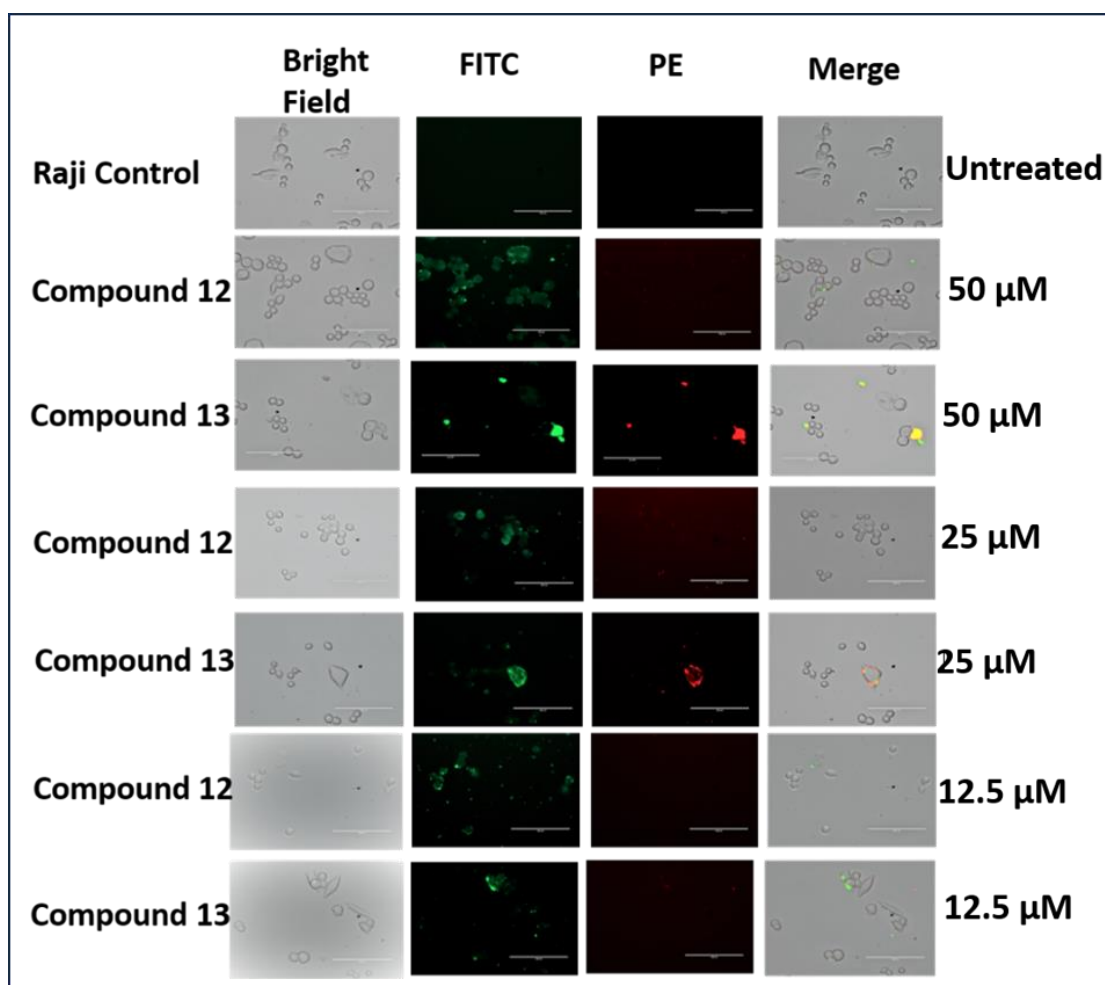 Bright
Field
FITC
PE
Merge
Raji Control
Untreated
Compound 12
50 µM
Compound 13
50 µM
Compound 12
25 µM
Compound 13
25 µM
Compound 12
12.5 µM
Compound 13
12.5 µM